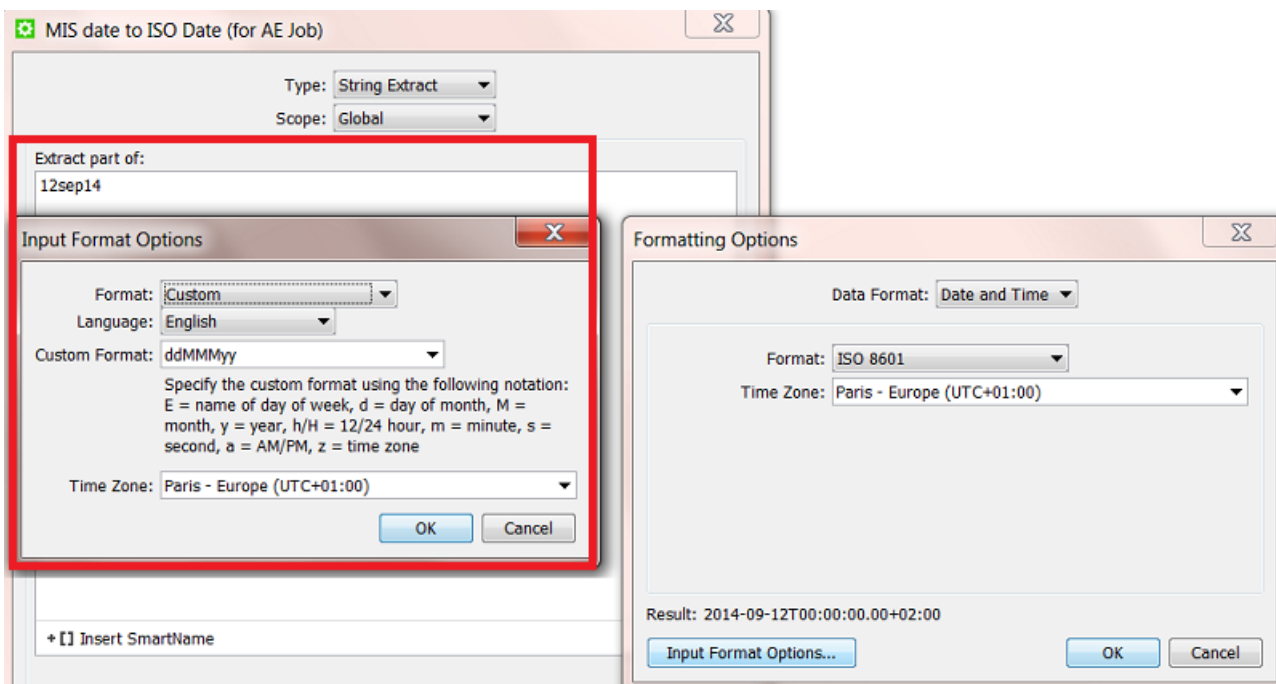 MIS date to ISO Date (for AE Job)
Type: String Extract
Scope: Global
Extract part of:
12sep14
Input Format Options
Format: Custom
Language: English
Custom Format: ddMMMyy
Specify the custom format using the following notation:
E = name of day of week, d = day of month, M =
month, y = year, h/H = 12/24 hour, m = minute, s =
second, a = AM/PM, z = time zone
Time Zone: Paris - Europe (UTC+01:00)
OK Cancel
+[] Insert SmartName
Formatting Options
Data Format: Date and Time
Format: ISO 8601
Time Zone: Paris - Europe (UTC+01:00)
Result: 2014-09-12T00:00:00.00+02:00
Input Format Options... OK Cancel